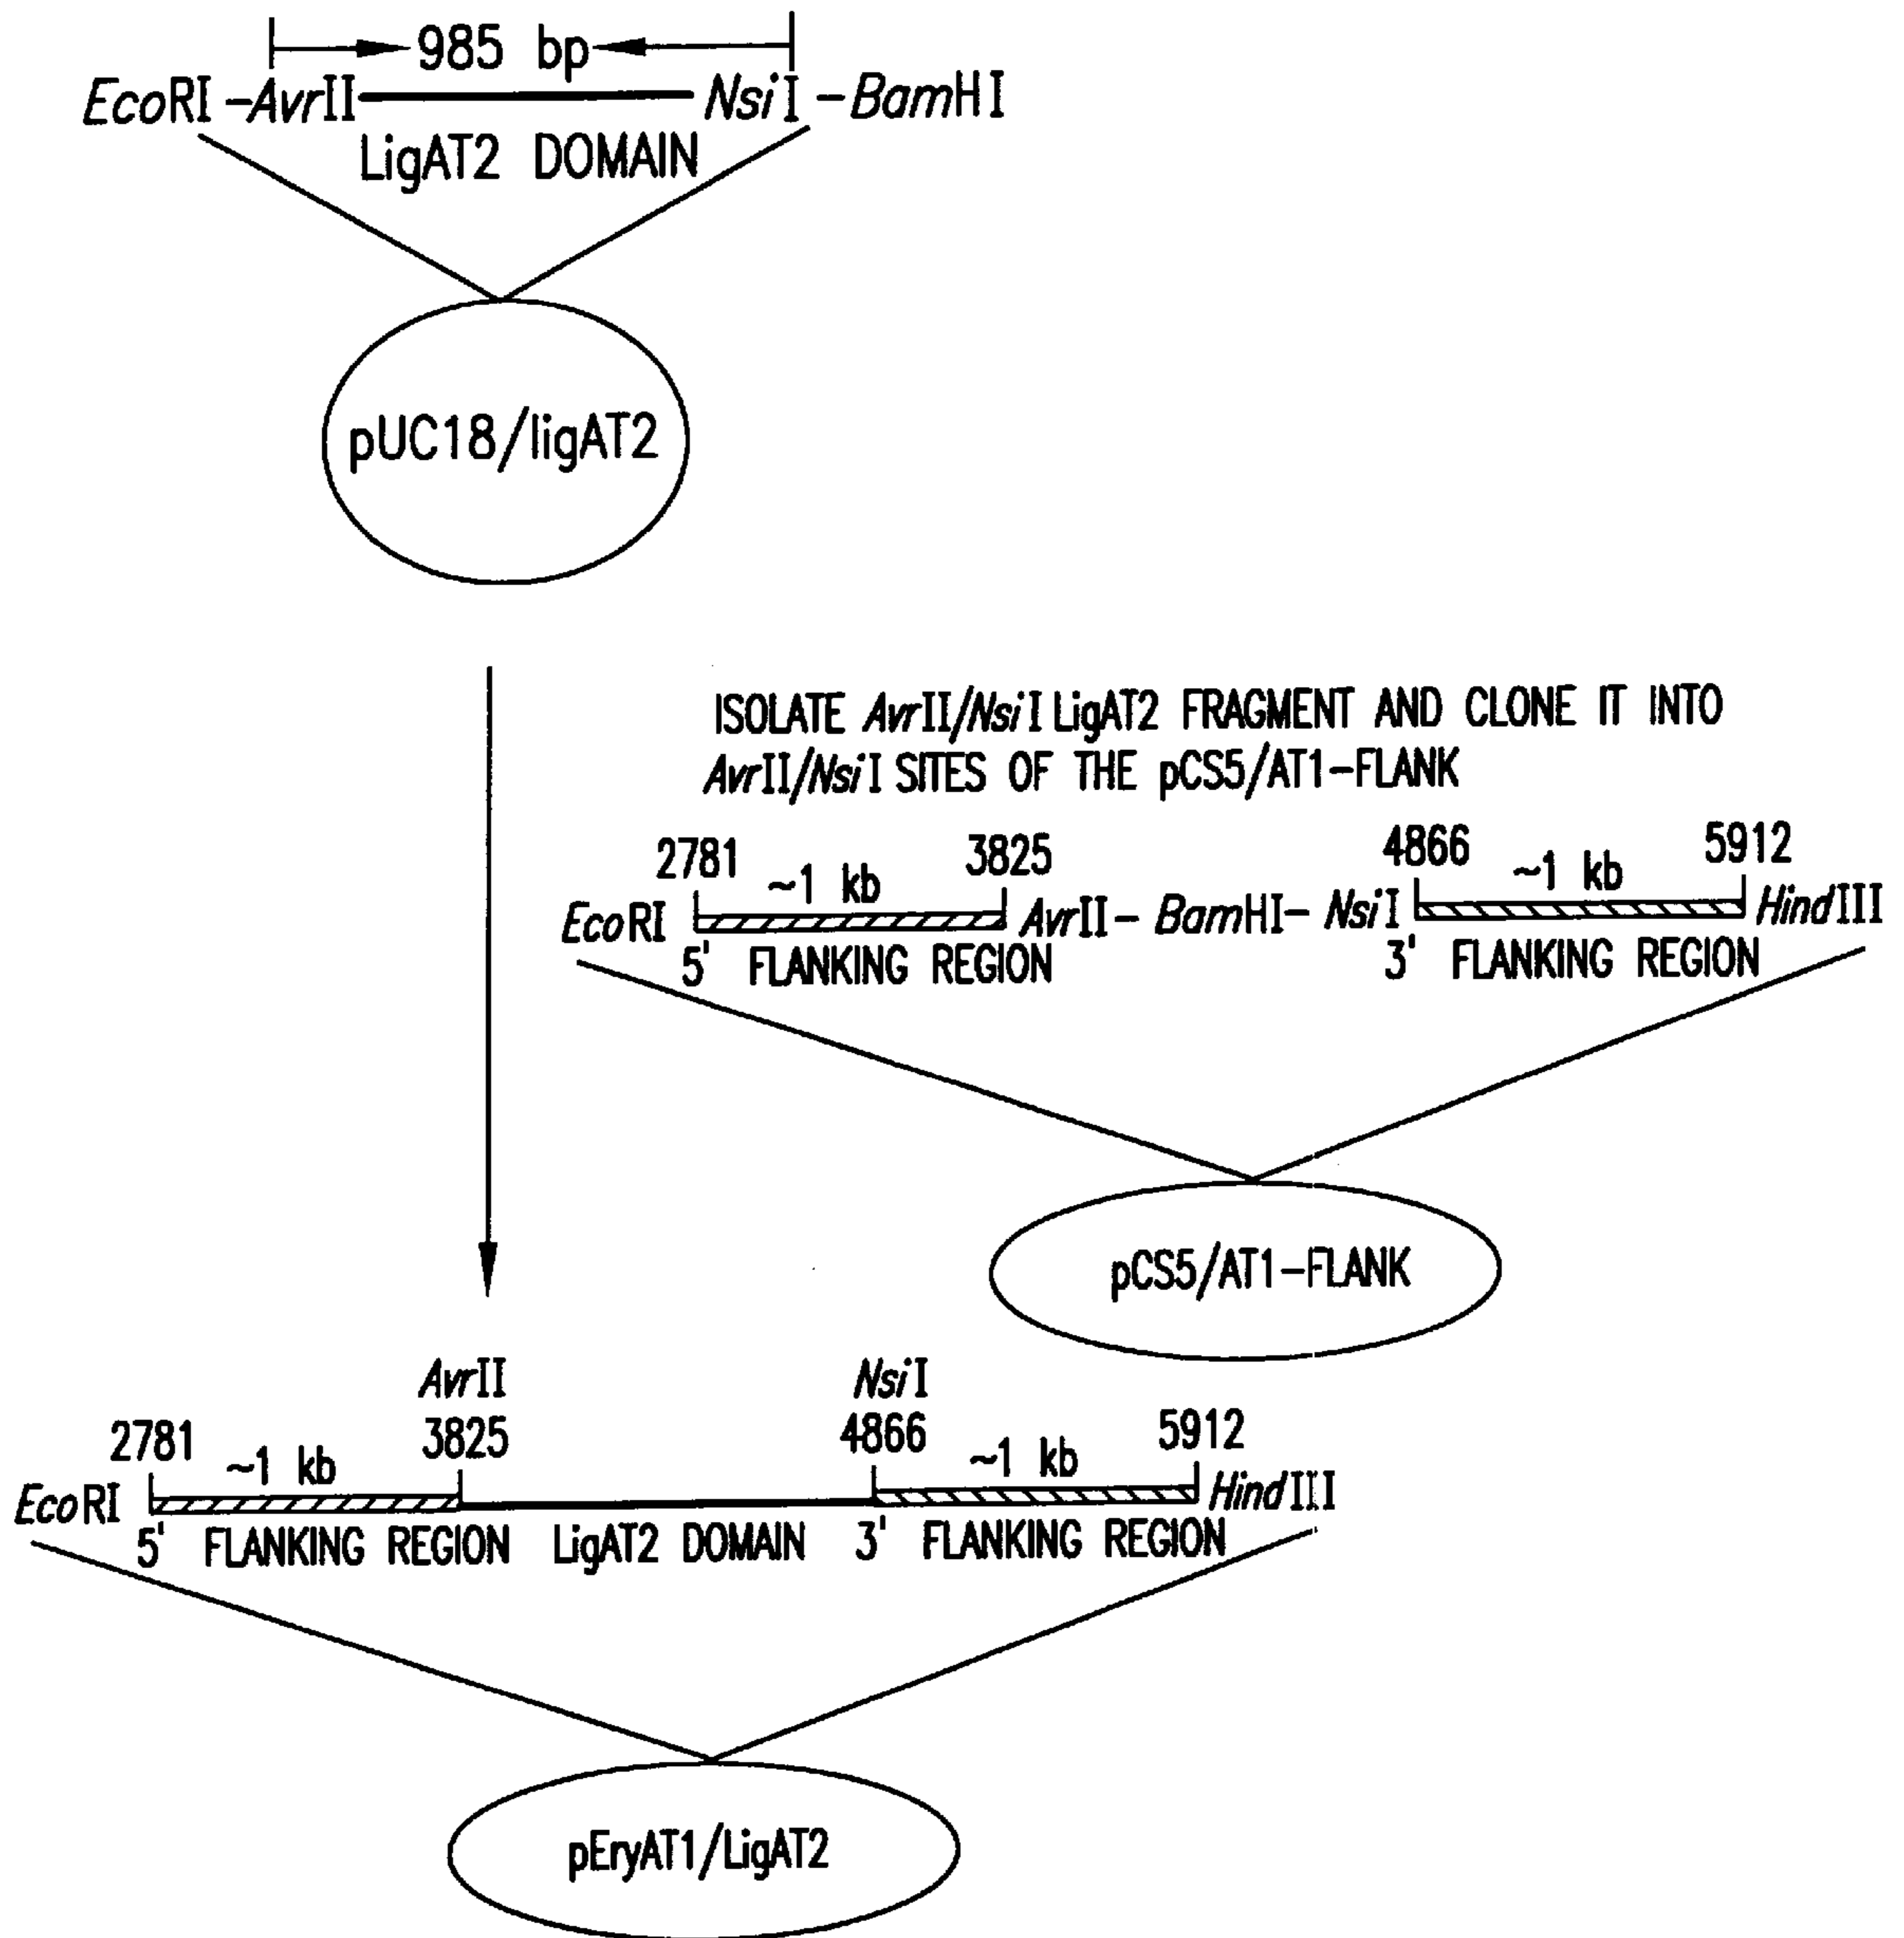 985 bp
EcoRI -AvrII NsiI -BamHI
LigAT2 DOMAIN
pUC18/ligAT2
ISOLATE AvrII/NsiI LigAT2 FRAGMENT AND CLONE IT INTO
AvrII/NsiI SITES OF THE pCS5/AT1-FLANK
2781 ~1 kb 3825 4866 ~1 kb 5912
EcoRI AvrII- BamHI- NsiI HindIII
5' FLANKING REGION 3' FLANKING REGION
pCS5/AT1-FLANK
AvrII NsiI
2781 ~1 kb 3825 4866 ~1 kb 5912
EcoRI HindIII
5' FLANKING REGION LigAT2 DOMAIN 3' FLANKING REGION
pEryAT1/LigAT2